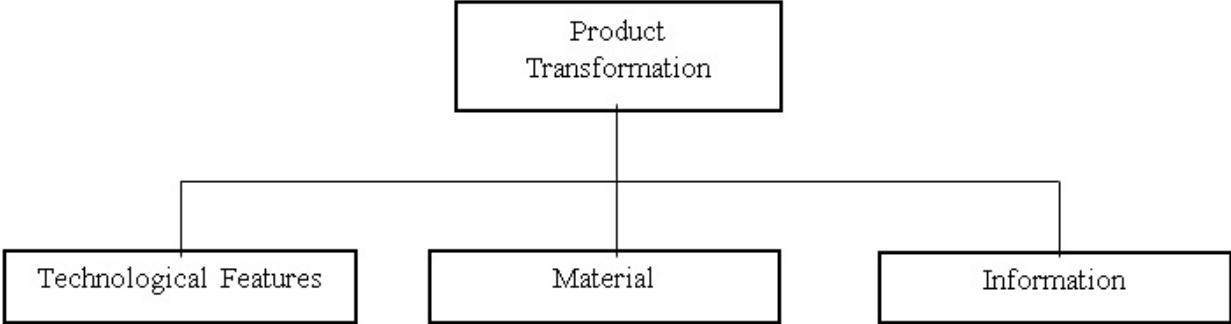 Product
Transformation
Technological Features
Material
Information